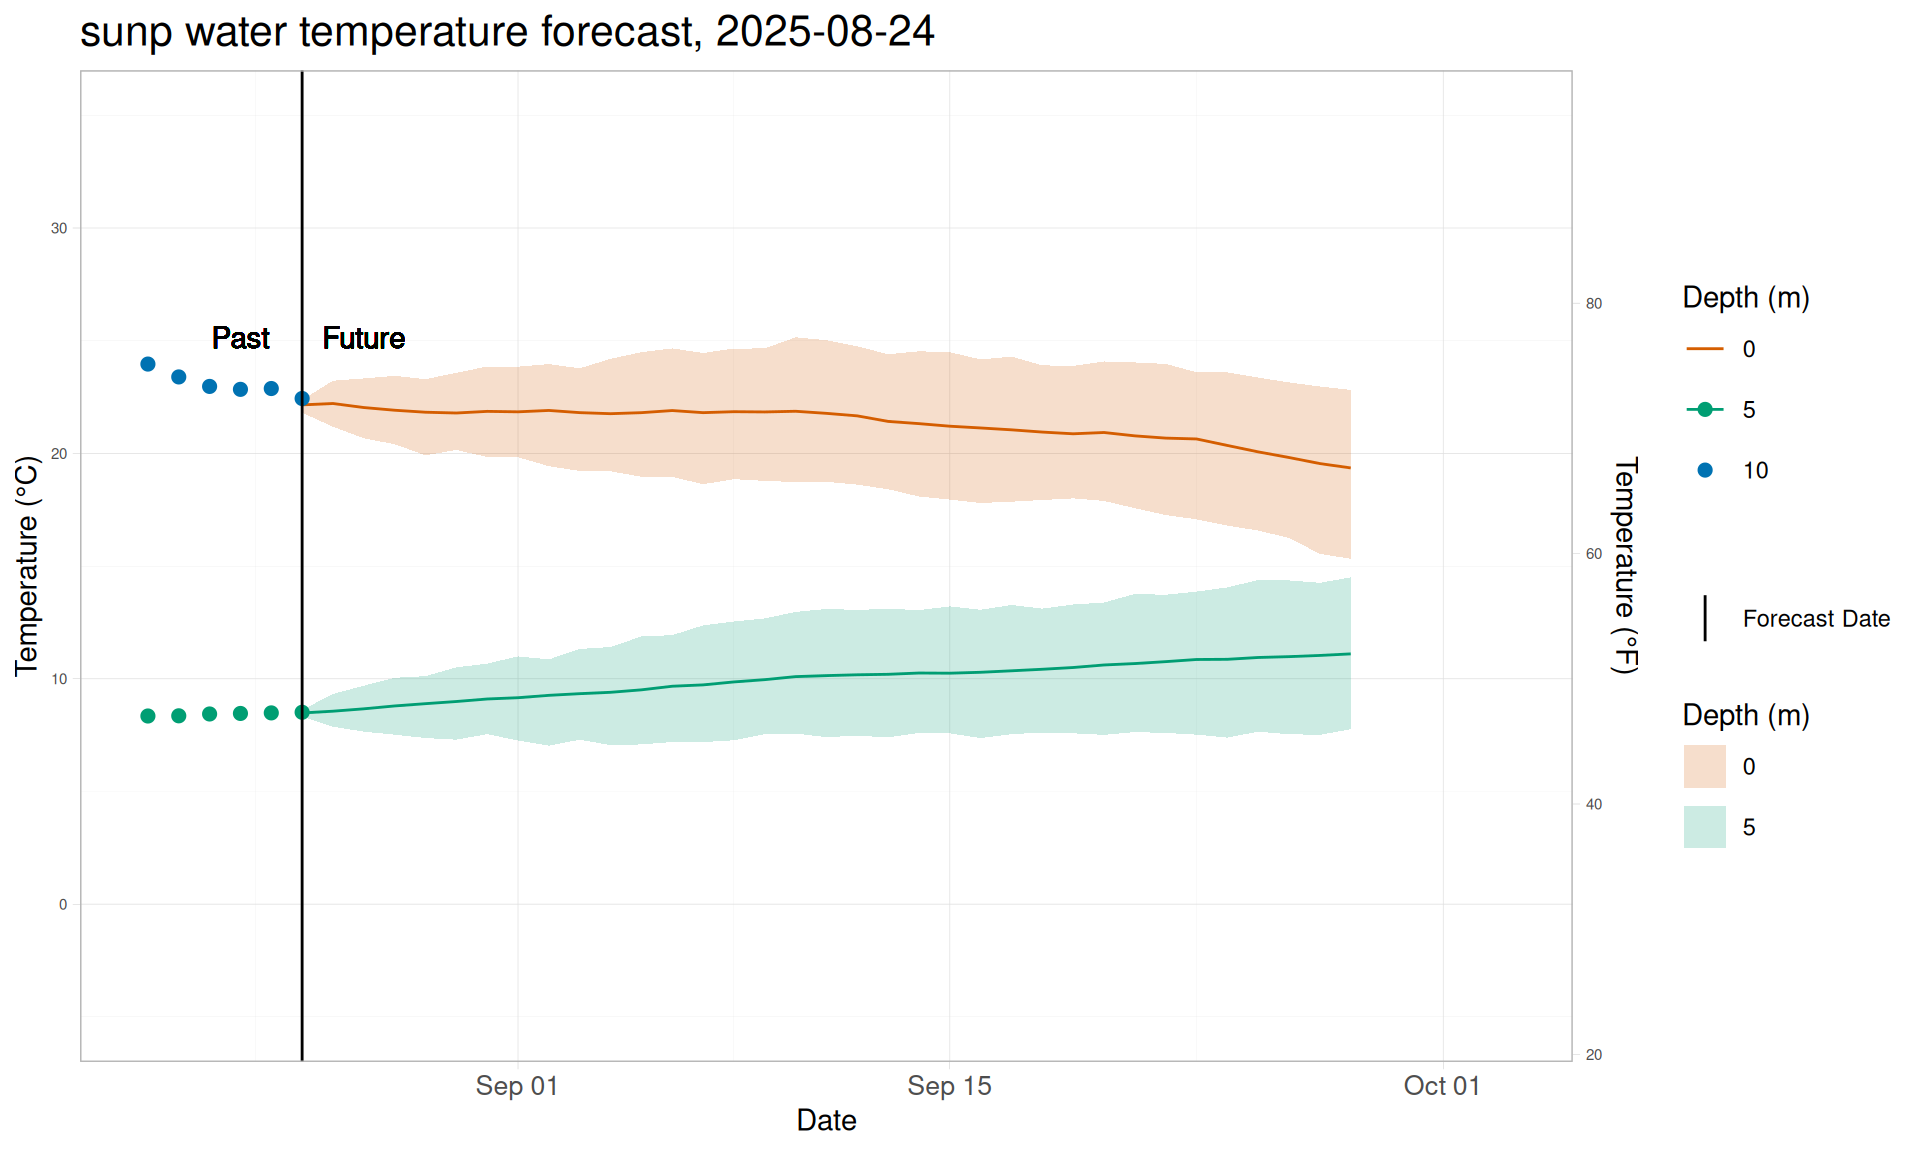 sunp water temperature forecast, 2025-08-24
30
20
10
0
Temperature (°C)
Past
Future
80
60
40
20
Temperature (°F)
Sep 01
Sep 15
Oct 01
Date
Depth (m)
0
5
10
Forecast Date
Depth (m)
0
5